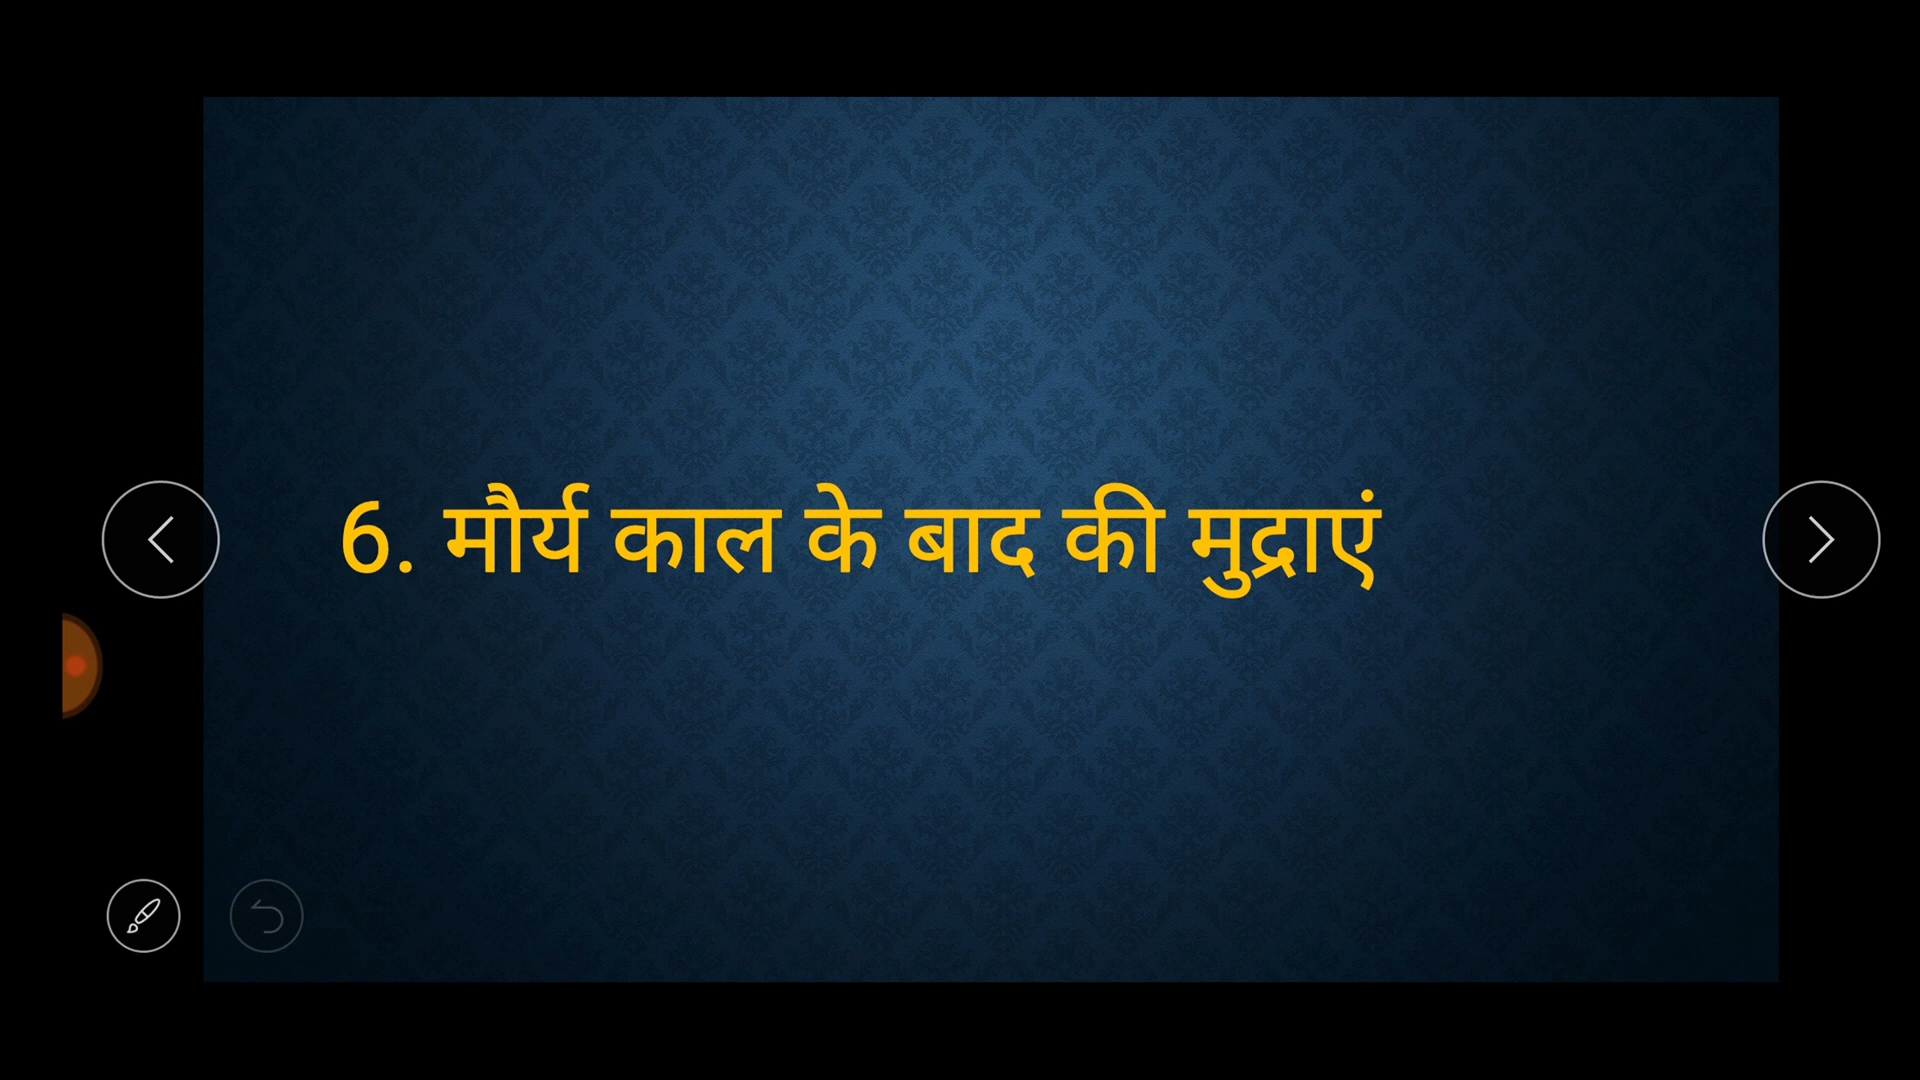 6. मौर्य काल के बाद की मुद्राएं